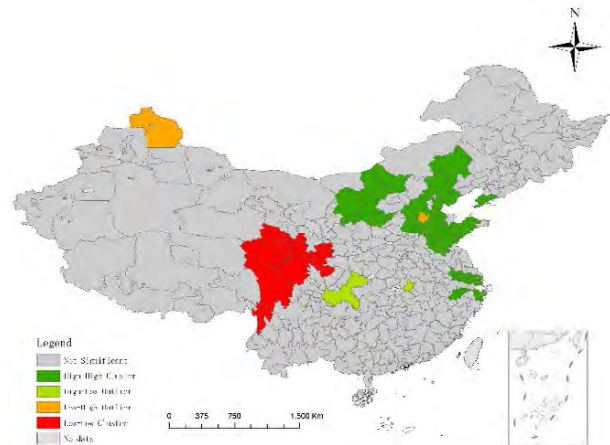 N
Legend
Not Significant
High-High Cluster
High-Low Outlier
Low-High Outlier
Low-Low Cluster
No data
0 375 750 1,500 Km